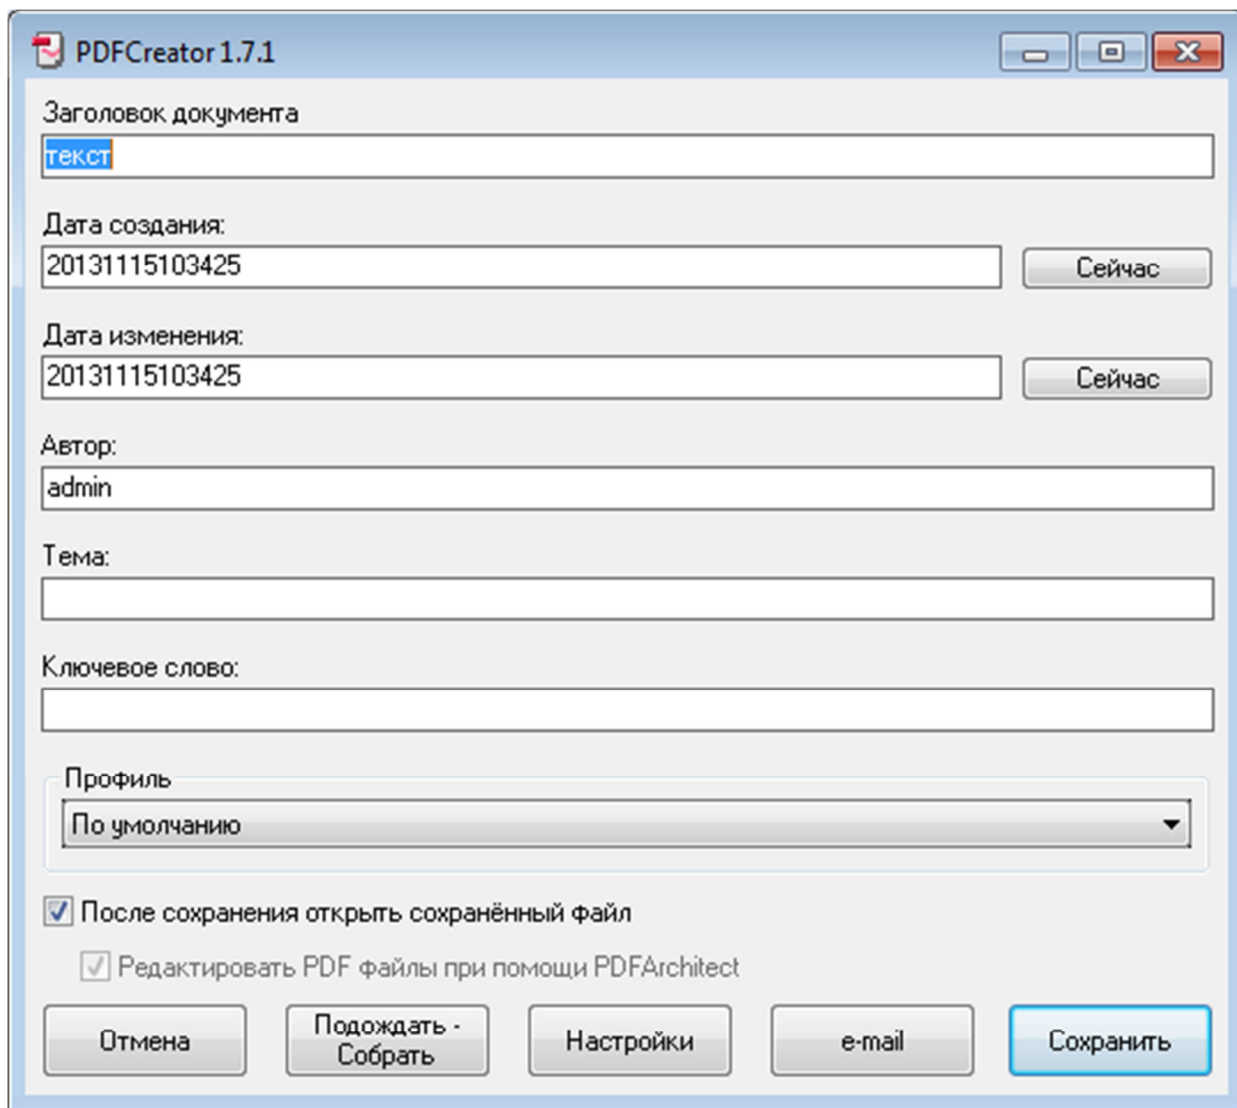 PDFCreator 1.7.1
Заголовок документа
текст
Дата создания:
20131115103425
Сейчас
Дата изменения:
20131115103425
Сейчас
Автор:
admin
Тема:
Ключевое слово:
Профиль
По умолчанию
После сохранения открыть сохранённый файл
Редактировать PDF файлы при помощи PDFArchitect
Отмена
Подождать -
Собрать
Настройки
e-mail
Сохранить